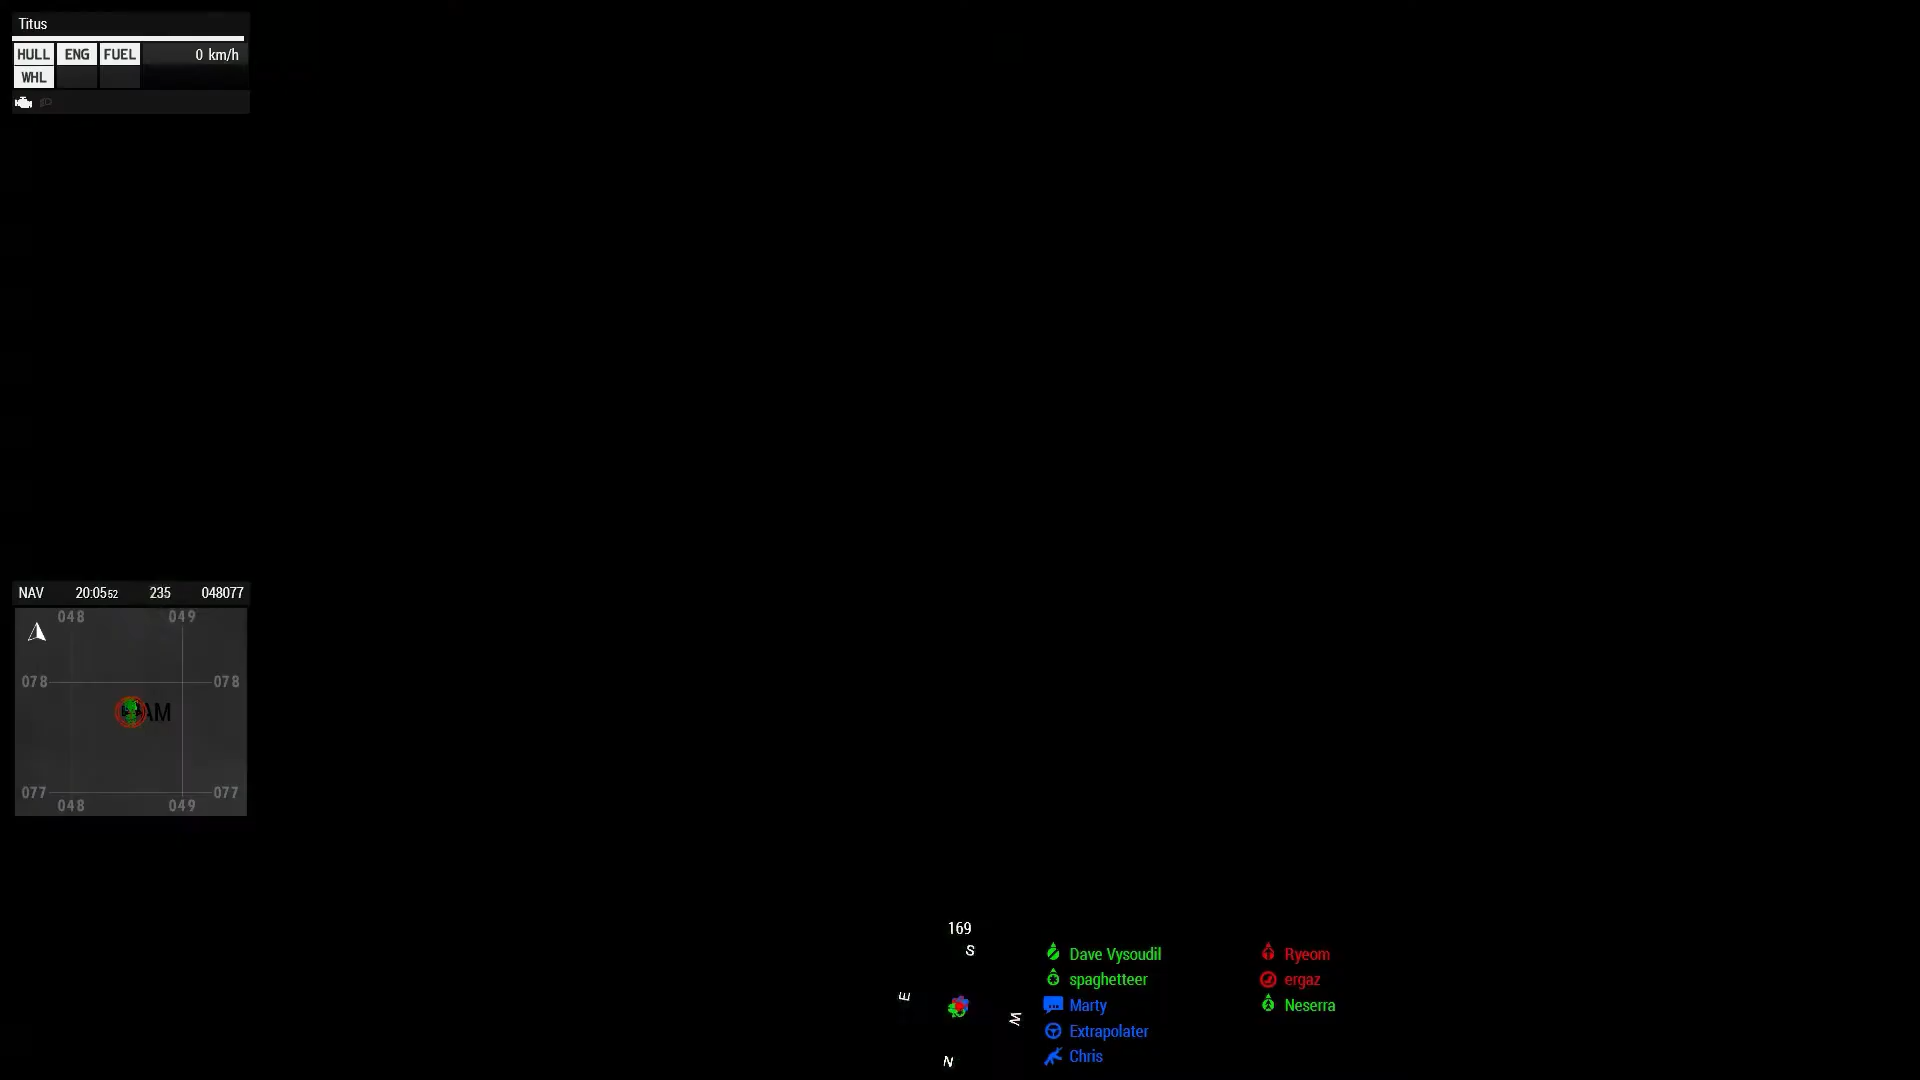 Titus
HULL ENG FUEL 0 km/h
WHL
NAV 20:05 52 235 048077
048 049
078 078
AM
077 077
048 049
169
S
E
W
N
Dave Vysoudil
spaghetteer
Marty
Extrapolater
Chris
Ryeom
ergaz
Neserra